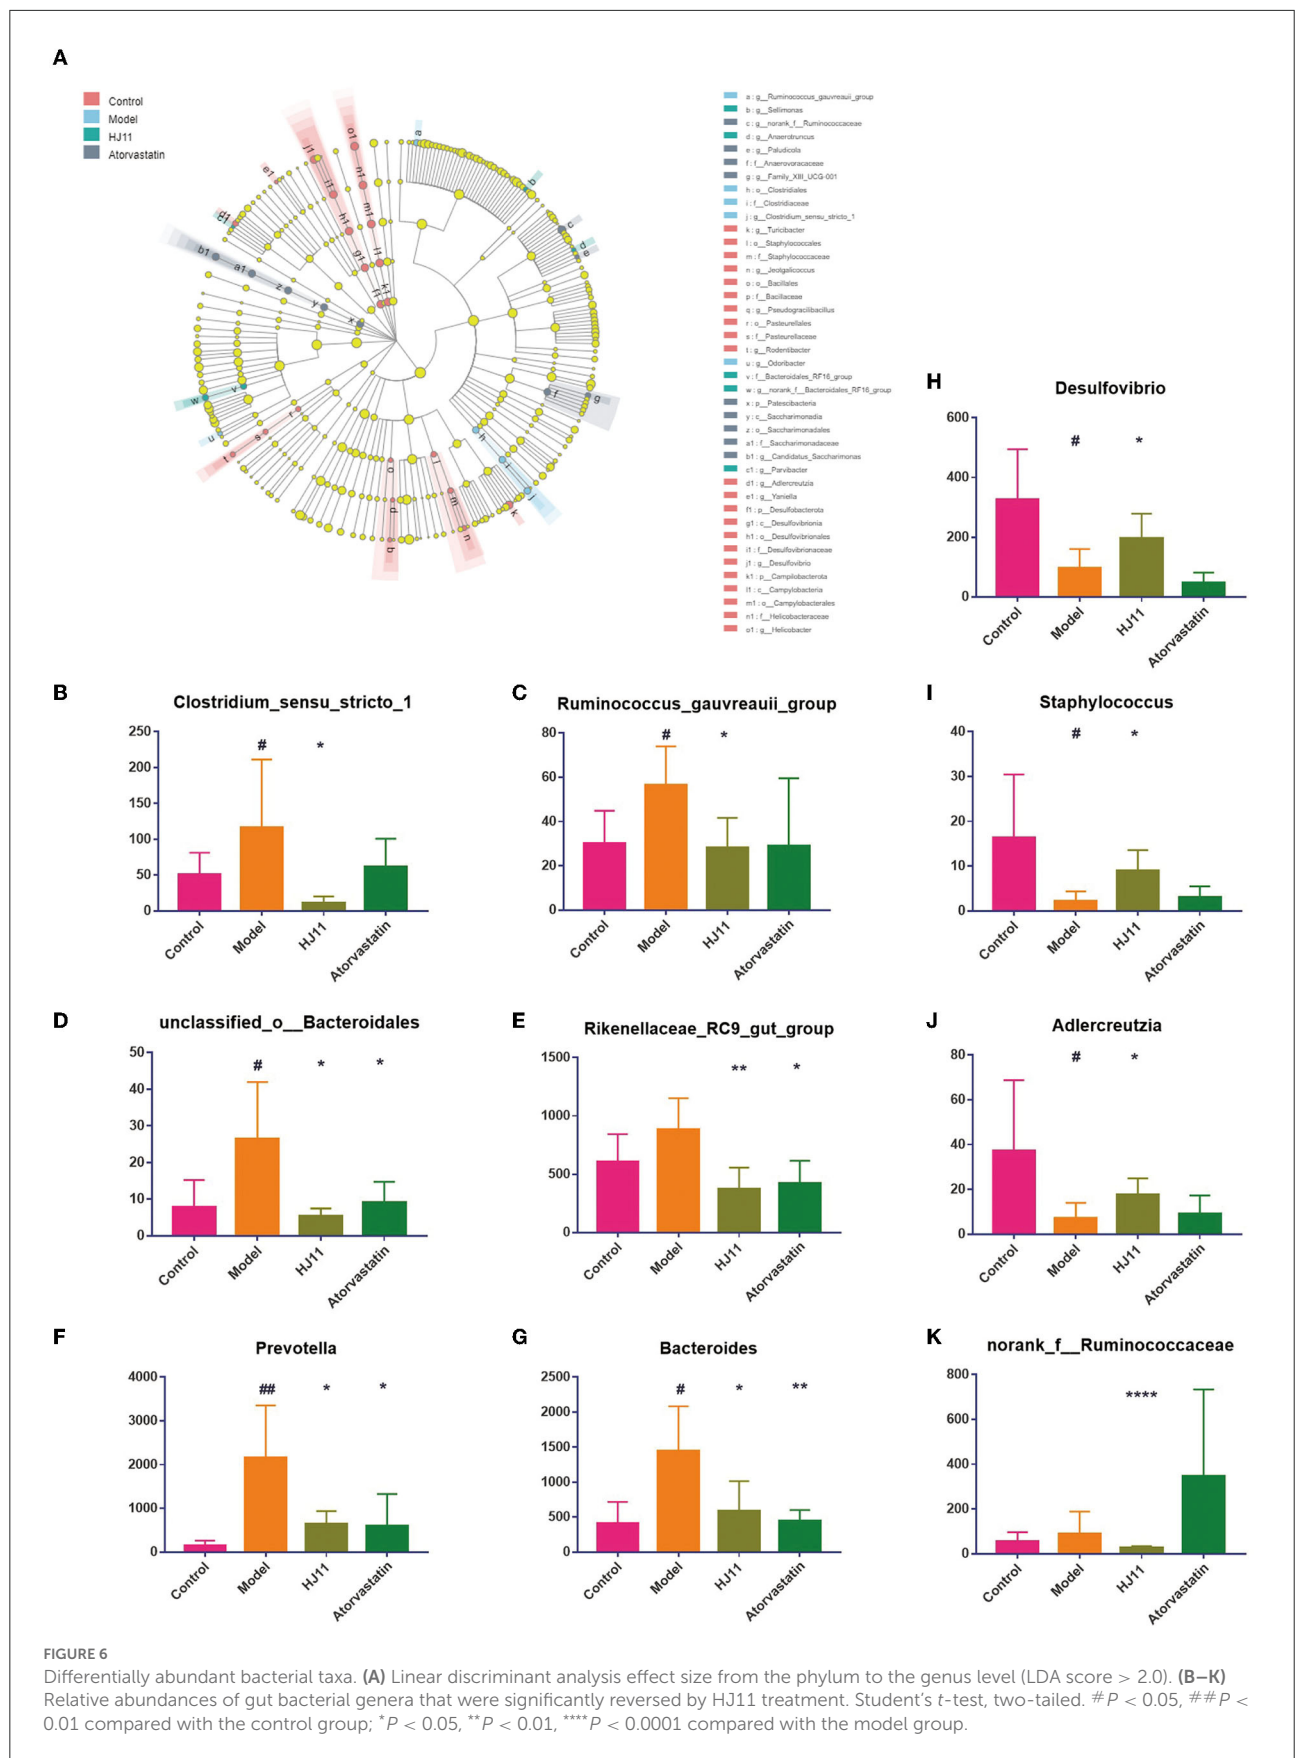 A
Control
Model
HJ11
Atorvastatin
a : g__Ruminococcus_gauvreauii_group
b : g__Sellimonas
c : g__norank_f__Ruminococcaceae
d : g__Anaerotruncus
e : g__Paludicola
f : f__Anaerovoracaceae
g : g__Family_XIII_UCG-001
h : o__Clostridiales
i : f__Clostridiaceae
j : g__Clostridium_sensu_stricto_1
k : g__Turicibacter
l : o__Staphylococcales
m : f__Staphylococcaceae
n : g__Jeotgalicoccus
o : o__Bacillales
p : f__Bacillaceae
q : g__Pseudogracilibacillus
r : o__Pasteurellales
s : f__Pasteurellaceae
t : g__Rodentibacter
u : g__Odoribacter
v : f__Bacteroidales_RF16_group
w : g__norank_f__Bacteroidales_RF16_group
x : p__Patescibacteria
y : c__Saccharimonadia
z : o__Saccharimonadales
a1 : f__Saccharimonadaceae
b1 : g__Candidatus_Saccharimonas
c1 : g__Parvibacter
d1 : g__Adlercreutzia
e1 : g__Yaniella
f1 : p__Desulfobacterota
g1 : c__Desulfovibrionia
h1 : o__Desulfovibrionales
i1 : f__Desulfovibrionaceae
j1 : g__Desulfovibrio
k1 : p__Campilobacterota
l1 : c__Campylobacteria
m1 : o__Campylobacterales
n1 : f__Helicobacteraceae
o1 : g__Helicobacter
H
Desulfovibrio
600
400
200
0
# *
Control Model HJ11 Atorvastatin
B
Clostridium_sensu_stricto_1
250
200
150
100
50
0
# *
Control Model HJ11 Atorvastatin
C
Ruminococcus_gauvreauii_group
80
60
40
20
0
# *
Control Model HJ11 Atorvastatin
I
Staphylococcus
40
30
20
10
0
# *
Control Model HJ11 Atorvastatin
D
unclassified_o__Bacteroidales
50
40
30
20
10
0
# * *
Control Model HJ11 Atorvastatin
E
Rikenellaceae_RC9_gut_group
1500
1000
500
0
** *
Control Model HJ11 Atorvastatin
J
Adlercreutzia
80
60
40
20
0
# *
Control Model HJ11 Atorvastatin
F
Prevotella
4000
3000
2000
1000
0
## * *
Control Model HJ11 Atorvastatin
G
Bacteroides
2500
2000
1500
1000
500
0
# * **
Control Model HJ11 Atorvastatin
K
norank_f__Ruminococcaceae
800
600
400
200
0
****
Control Model HJ11 Atorvastatin
FIGURE 6
Differentially abundant bacterial taxa. (A) Linear discriminant analysis effect size from the phylum to the genus level (LDA score > 2.0). (B–K)
Relative abundances of gut bacterial genera that were significantly reversed by HJ11 treatment. Student's t-test, two-tailed. #P < 0.05, ##P <
0.01 compared with the control group; *P < 0.05, **P < 0.01, ****P < 0.0001 compared with the model group.